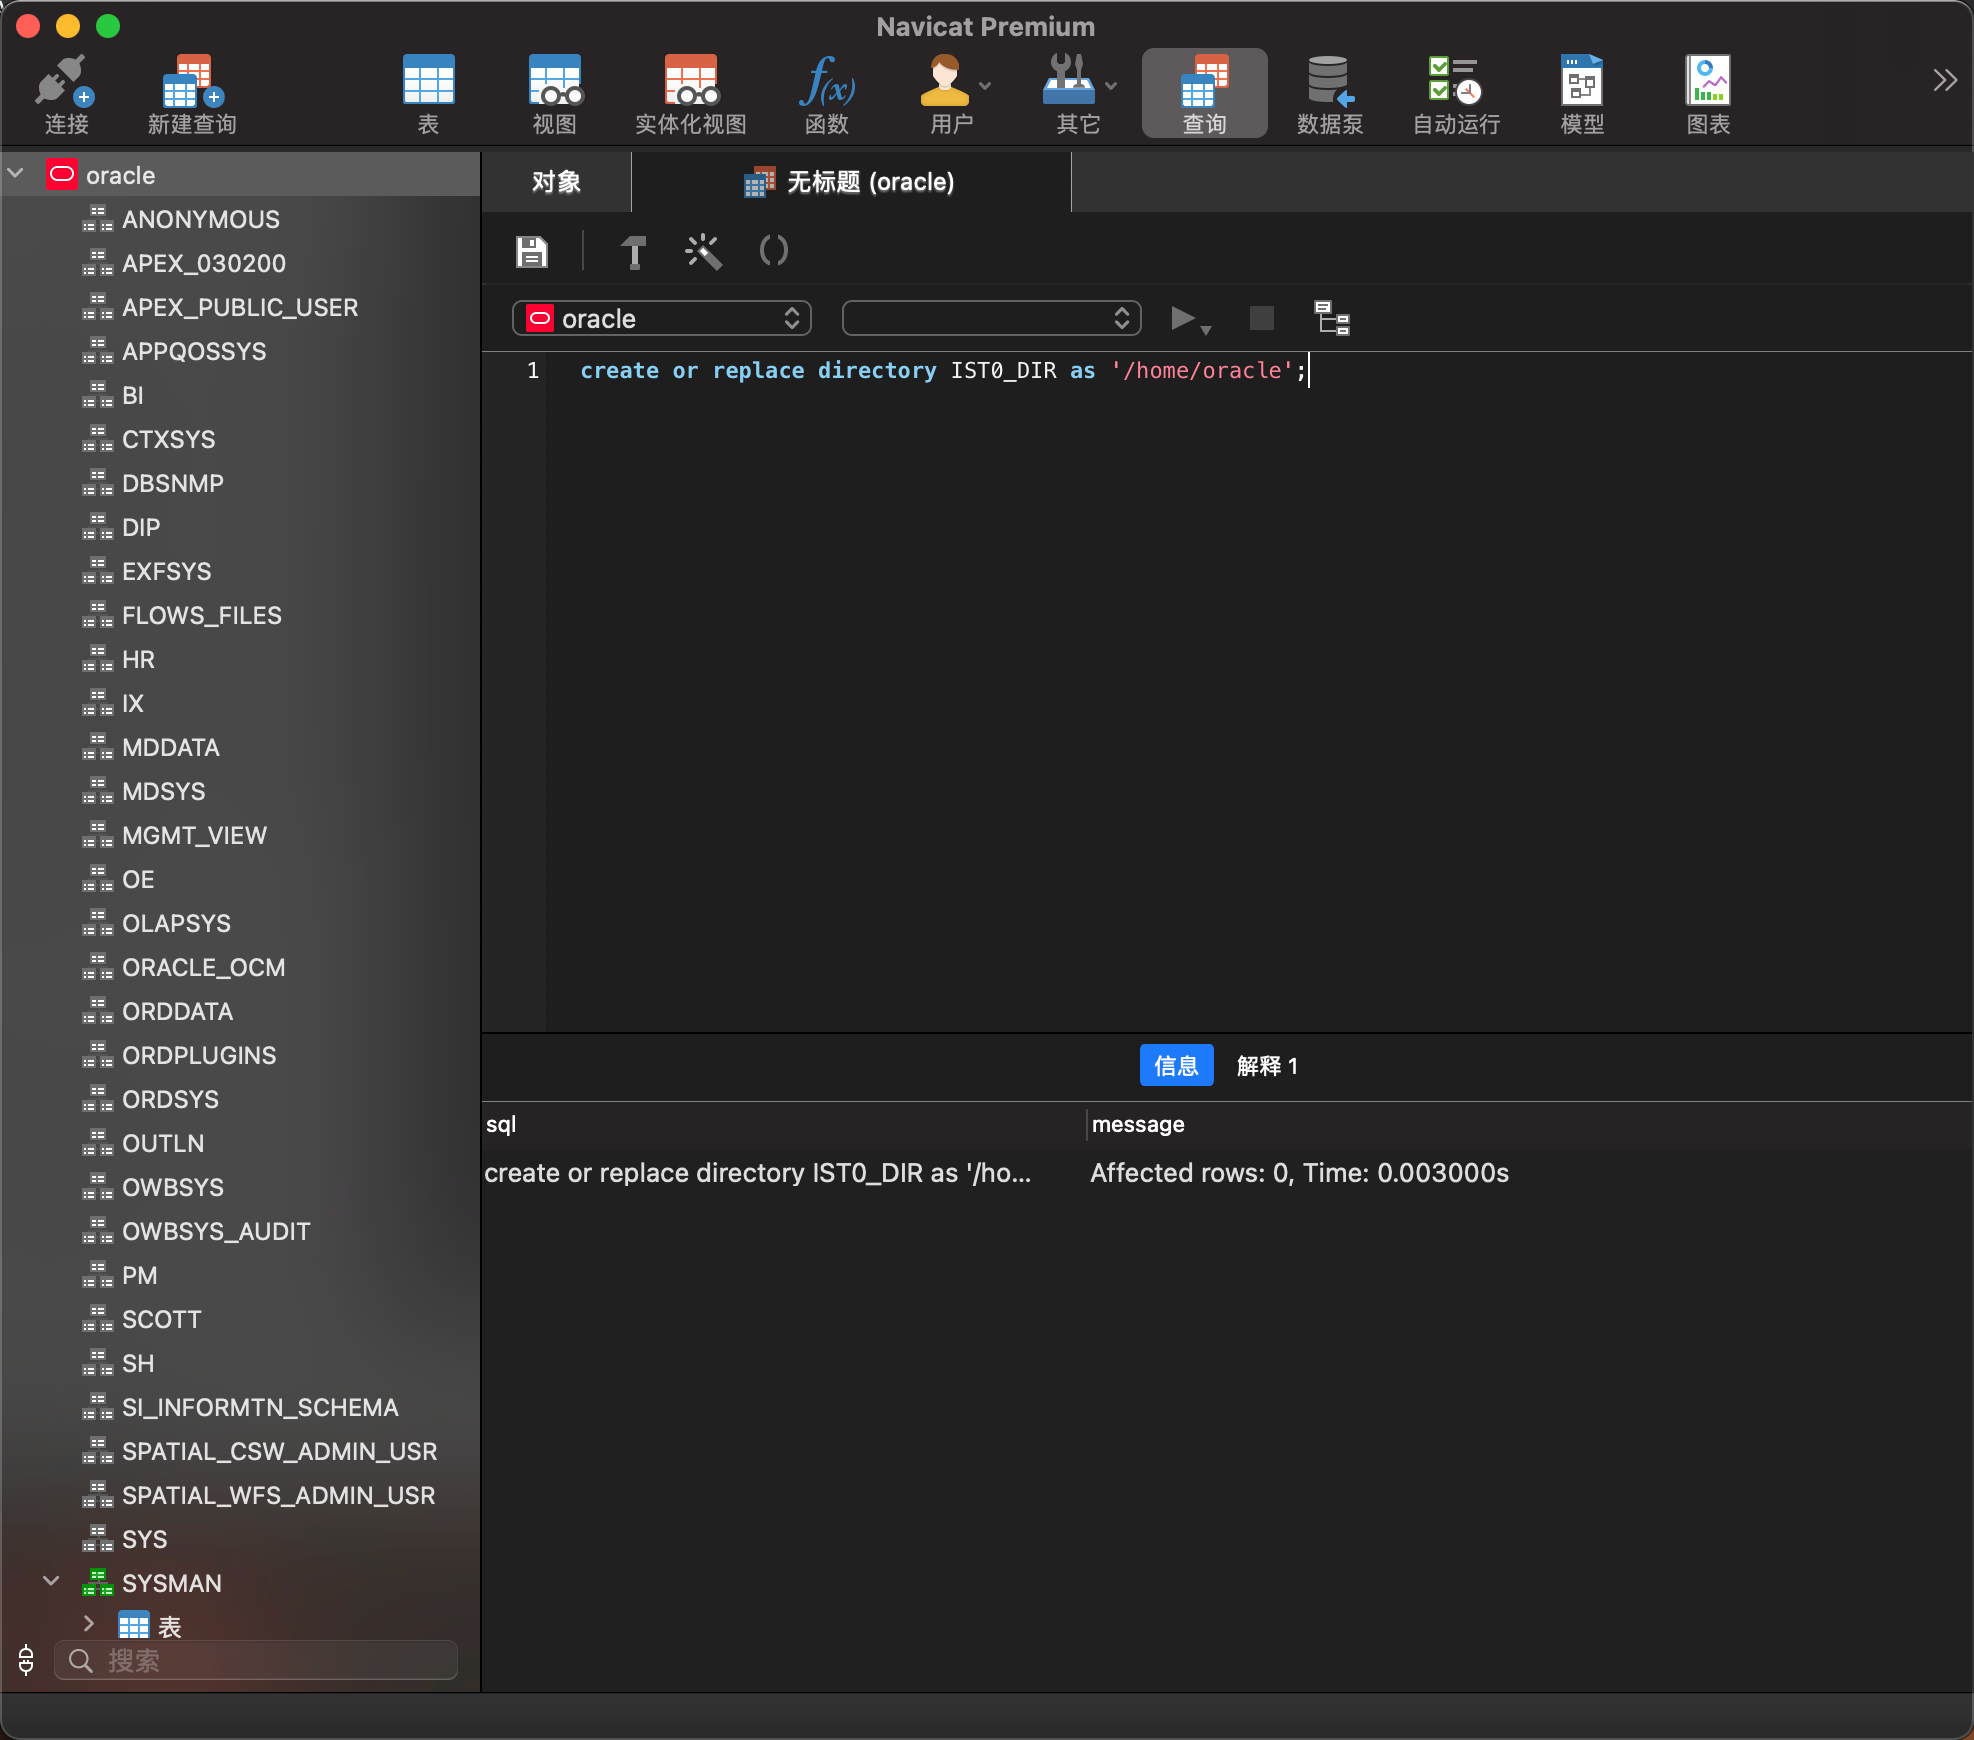 Navicat Premium
连接
新建查询
表
视图
实体化视图
函数
用户
其它
查询
数据泵
自动运行
模型
图表
oracle
ANONYMOUS
APEX_030200
APEX_PUBLIC_USER
APPQOSSYS
BI
CTXSYS
DBSNMP
DIP
EXFSYS
FLOWS_FILES
HR
IX
MDDATA
MDSYS
MGMT_VIEW
OE
OLAPSYS
ORACLE_OCM
ORDDATA
ORDPLUGINS
ORDSYS
OUTLN
OWBSYS
OWBSYS_AUDIT
PM
SCOTT
SH
SI_INFORMTN_SCHEMA
SPATIAL_CSW_ADMIN_USR
SPATIAL_WFS_ADMIN_USR
SYS
SYSMAN
表
搜索
对象
无标题 (oracle)
oracle
1 create or replace directory IST0_DIR as '/home/oracle';
信息 解释 1
sql message
create or replace directory IST0_DIR as '/ho... Affected rows: 0, Time: 0.003000s